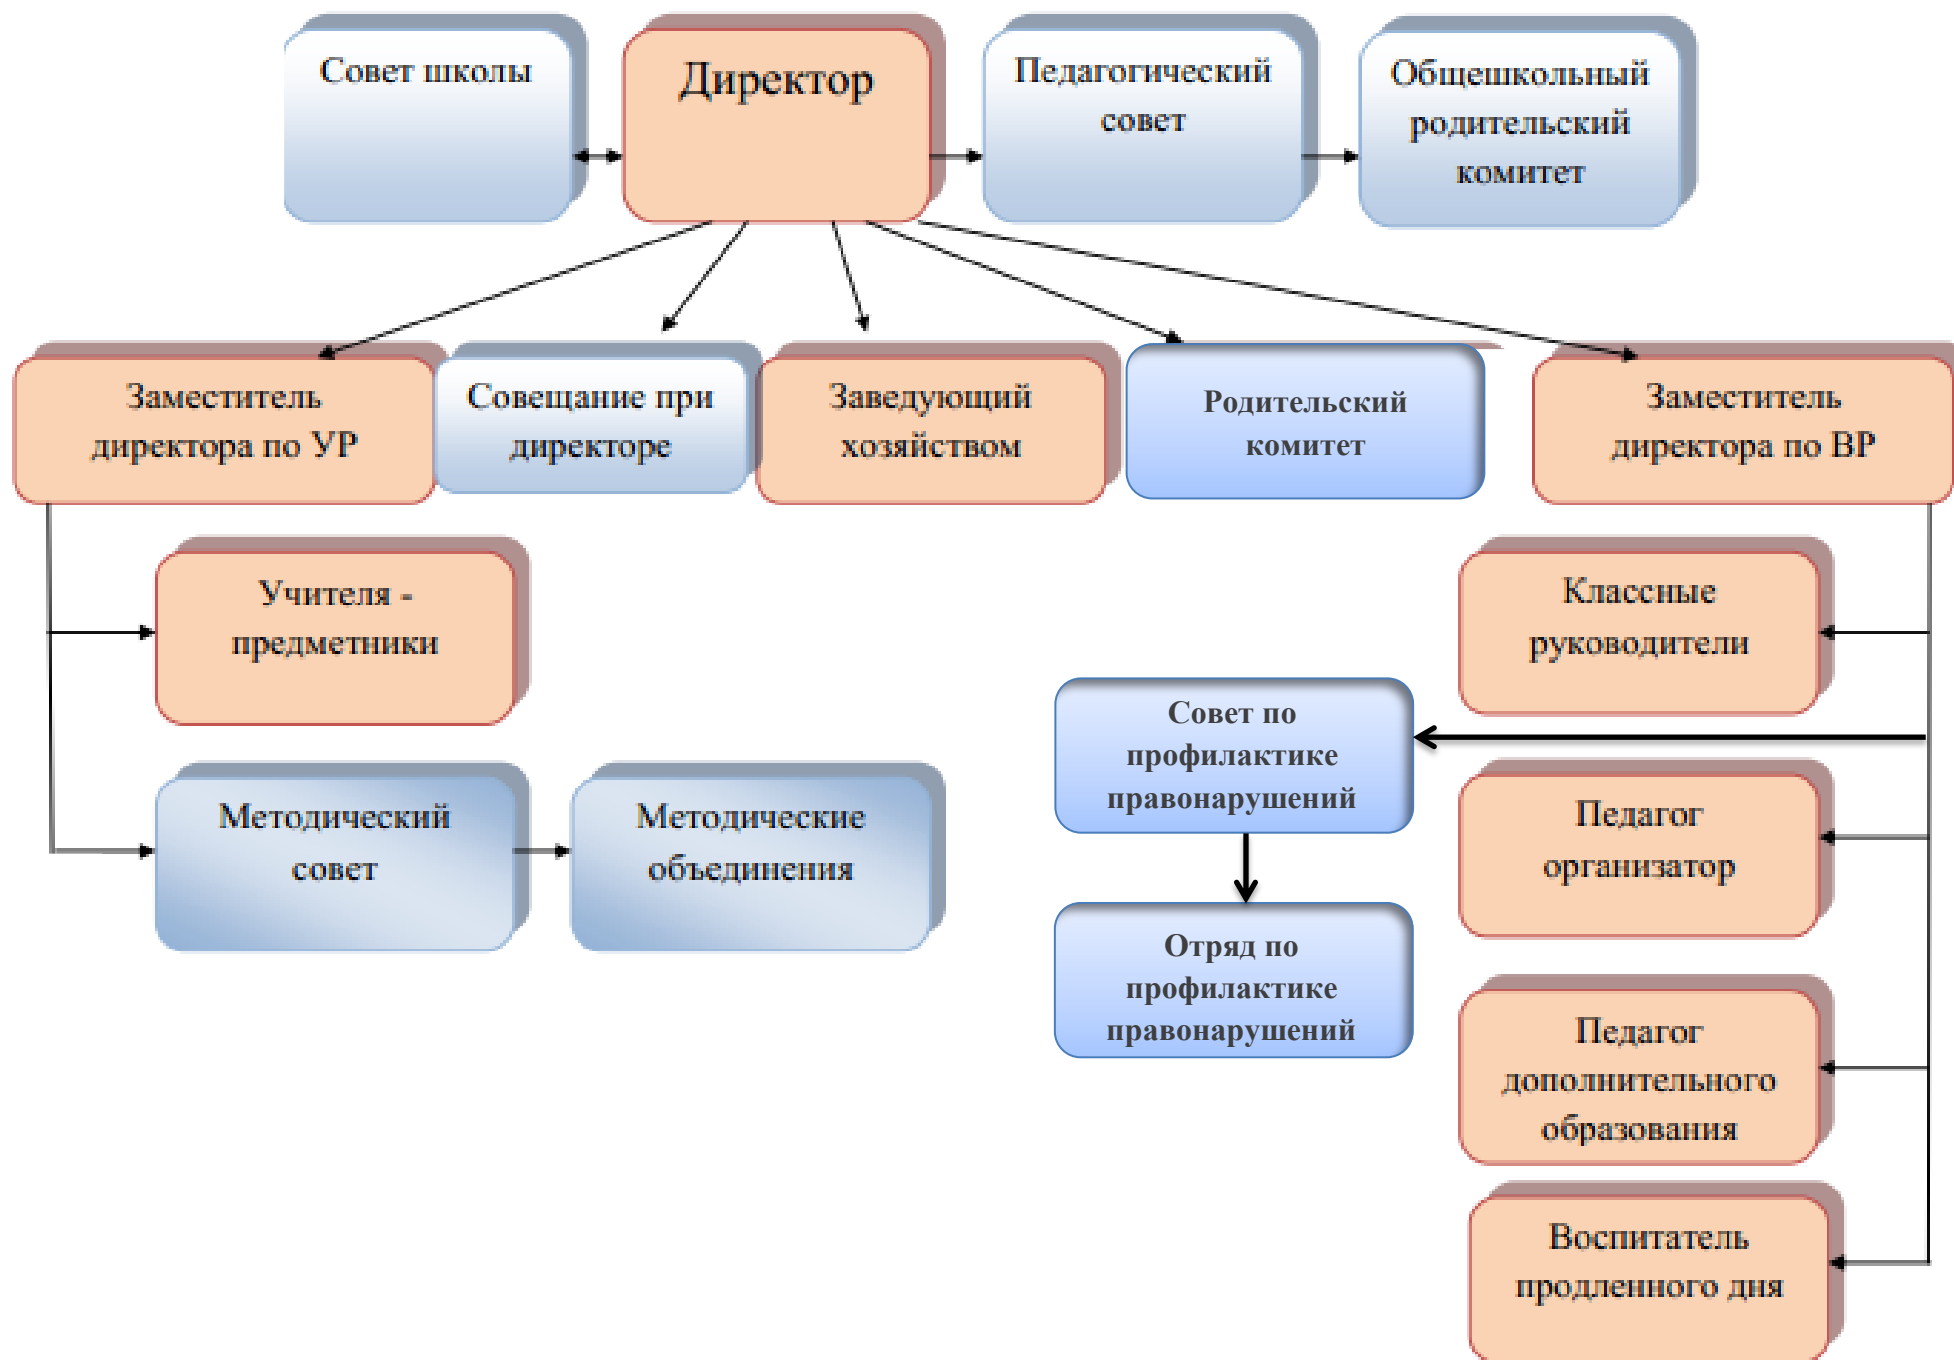 Совет школы
Директор
Педагогический
совет
Общешкольный
родительский
комитет
Заместитель
директора по УР
Совещание при
директоре
Заведующий
хозяйством
Родительский
комитет
Заместитель
директора по ВР
Учителя -
предметники
Классные
руководители
Совет по
профилактике
правонарушений
Методический
совет
Методические
объединения
Педагог
организатор
Отряд по
профилактике
правонарушений
Педагог
дополнительного
образования
Воспитатель
продленного дня